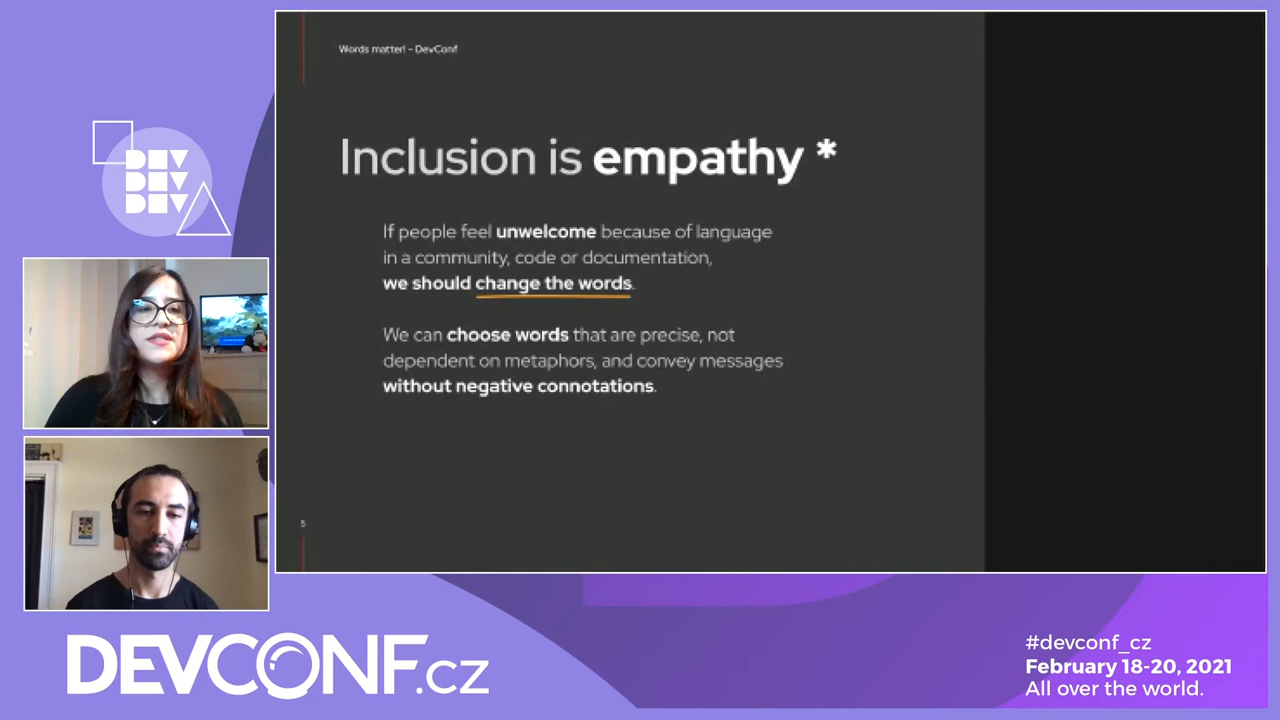 Words matter! - DevConf
Inclusion is empathy *
If people feel unwelcome because of language
in a community, code or documentation,
we should change the words.
We can choose words that are precise, not
dependent on metaphors, and convey messages
without negative connotations.
5
DEV
DEV
DEV
DEVCONF.cz
#devconf_cz
February 18-20, 2021
All over the world.